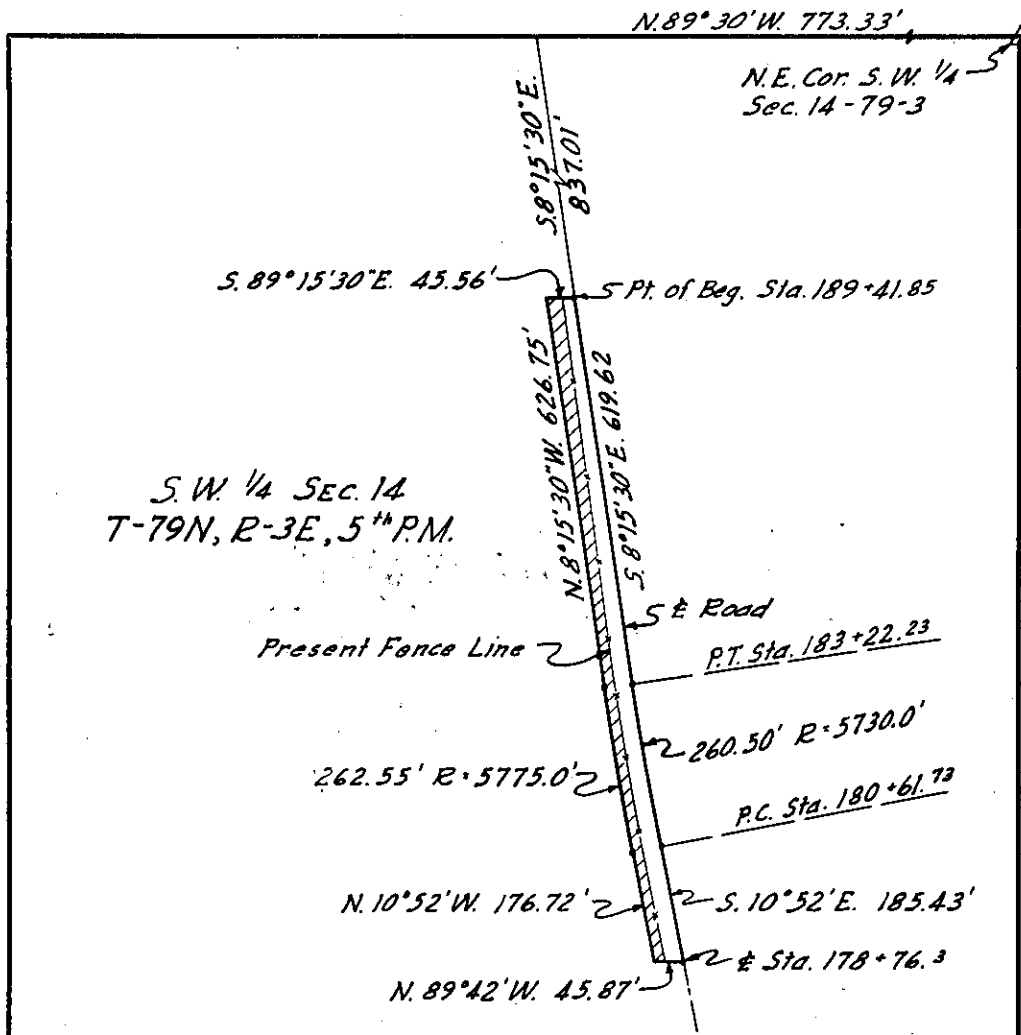 N.89°30'W. 773.33'
N.E. Cor. S.W. 1/4
Sec. 14-79-3
S.8°15'30"E.
837.01'
S. 89°15'30"E. 45.56'
Pt. of Beg. Sta. 189+41.85
N.8°15'30"W. 626.75'
S. 8°15'30"E. 619.62
S.W. 1/4 SEC. 14
T-79N, R-3E, 5th P.M.
℄ Road
Present Fence Line
P.T. Sta. 183+22.23
260.50' R=5730.0'
262.55' R=5775.0'
P.C. Sta. 180+61.73
N. 10°52'W. 176.72'
S. 10°52'E. 185.43'
℄ Sta. 178+76.3
N. 89°42'W. 45.87'